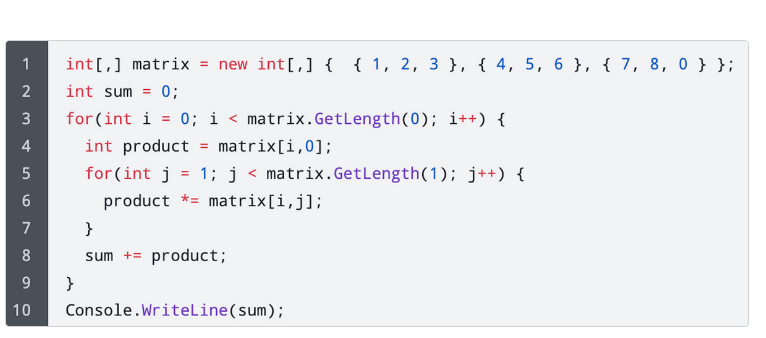 1 int[,] matrix = new int[,] {  { 1, 2, 3 }, { 4, 5, 6 }, { 7, 8, 0 } };
2 int sum = 0;
3 for(int i = 0; i < matrix.GetLength(0); i++) {
4   int product = matrix[i,0];
5   for(int j = 1; j < matrix.GetLength(1); j++) {
6     product *= matrix[i,j];
7   }
8   sum += product;
9 }
10 Console.WriteLine(sum);